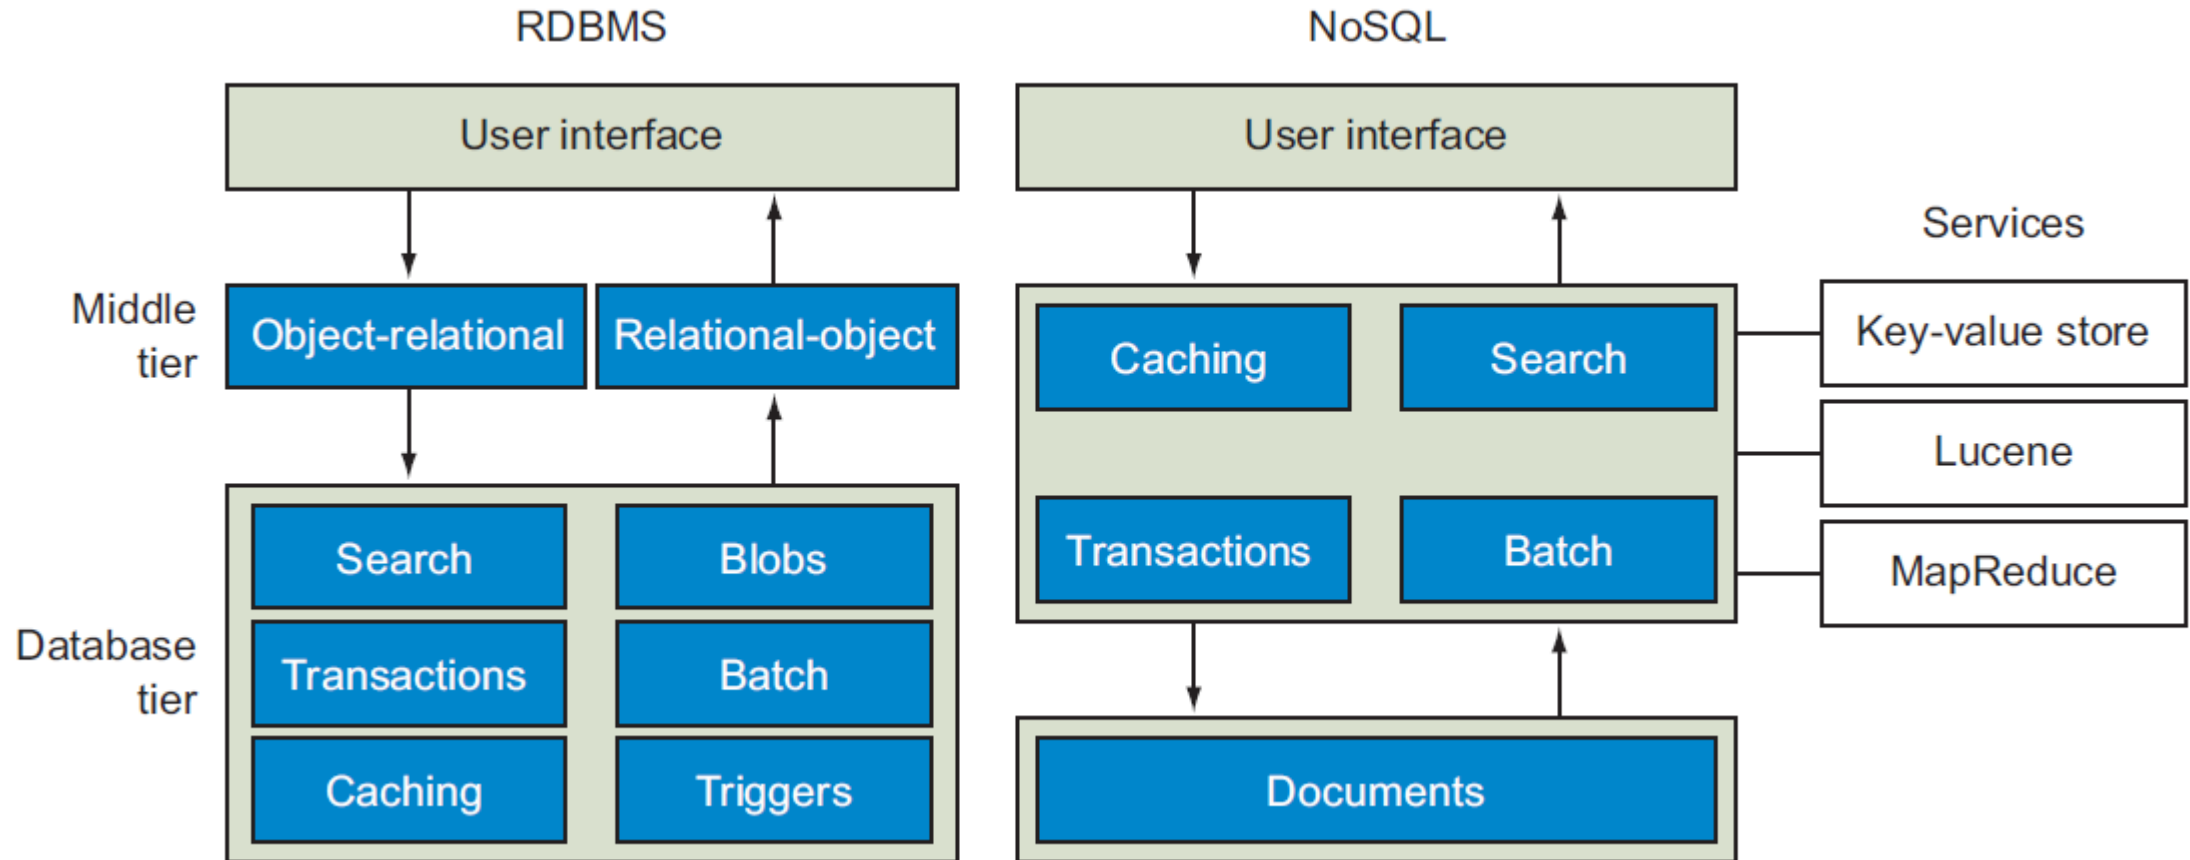 RDBMS
NoSQL
User interface
User interface
Services
Middle
tier
Object-relational
Relational-object
Caching
Search
Key-value store
Lucene
Transactions
Batch
MapReduce
Database
tier
Search
Blobs
Transactions
Batch
Caching
Triggers
Documents